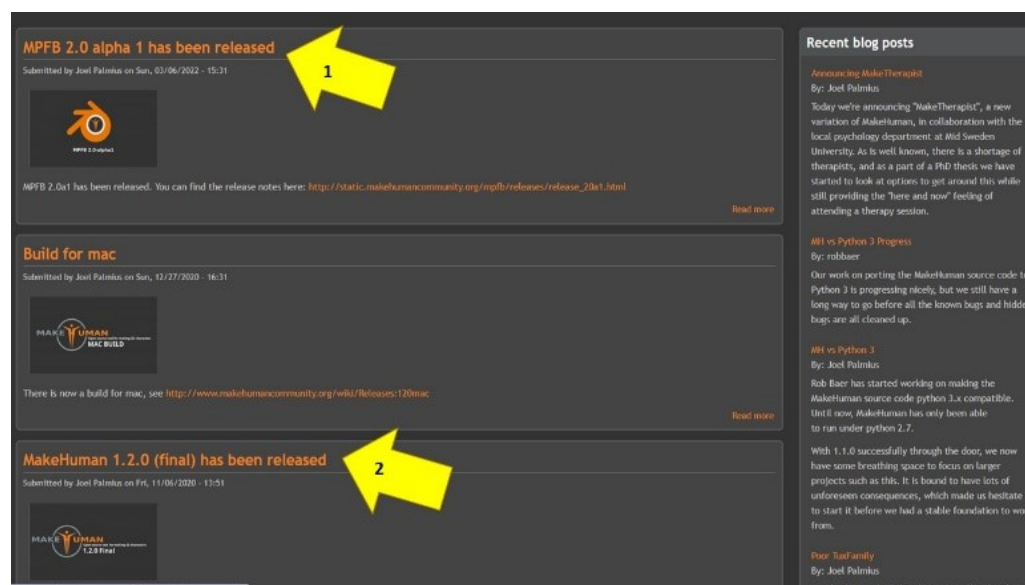 MPFB 2.0 alpha 1 has been released
Submitted by Joel Palmius on Sun, 03/06/2022 - 15:31
1
MPFB 2.0-alpha1
MPFB 2.0a1 has been released. You can find the release notes here: http://static.makehumancommunity.org/mpfb/releases/release_20a1.html
Read more
Build for mac
Submitted by Joel Palmius on Sun, 12/27/2020 - 16:31
MAKE HUMAN
MAC BUILD
There is now a build for mac, see http://www.makehumancommunity.org/wiki/Releases:120mac
Read more
MakeHuman 1.2.0 (final) has been released
2
Submitted by Joel Palmius on Fri, 11/06/2020 - 13:51
MAKE HUMAN
1.2.0 Final
Recent blog posts
Announcing MakeTherapist
By: Joel Palmius
Today we're announcing "MakeTherapist", a new
variation of MakeHuman, in collaboration with the
local psychology department at Mid Sweden
University. As is well known, there is a shortage of
therapists, and as a part of a PhD thesis we have
started to look at options to get around this while
still providing the "here and now" feeling of
attending a therapy session.
MH vs Python 3 Progress
By: robbaer
Our work on porting the MakeHuman source code to
Python 3 is progressing nicely, but we still have a
long way to go before all the known bugs and hidde
bugs are all cleaned up.
MH vs Python 3
By: Joel Palmius
Rob Baer has started working on making the
MakeHuman source code python 3.x compatible.
Until now, MakeHuman has only been able
to run under python 2.7.
With 1.1.0 successfully through the door, we now
have some breathing space to focus on larger
projects such as this. It is bound to have lots of
unforeseen consequences, which made us hesitate
to start it before we had a stable foundation to wo
from.
Poor TuxFamily
By: Joel Palmius